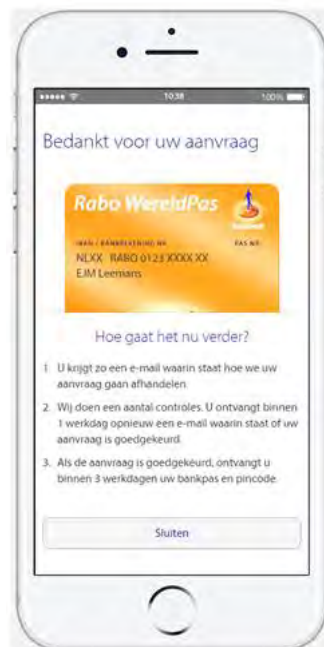 10:38
100%
Bedankt voor uw aanvraag
Rabo WereldPas
IBAN / BANKREKENING NR.
PAS NR.
NLXX RABO 0123 XXXX XX
EJM Leemans
Hoe gaat het nu verder?
1. U krijgt zo een e-mail waarin staat hoe we uw
aanvraag gaan afhandelen.
2. Wij doen een aantal controles. U ontvangt binnen
1 werkdag opnieuw een e-mail waarin staat of uw
aanvraag is goedgekeurd.
3. Als de aanvraag is goedgekeurd, ontvangt u
binnen 3 werkdagen uw bankpas en pincode.
Sluiten